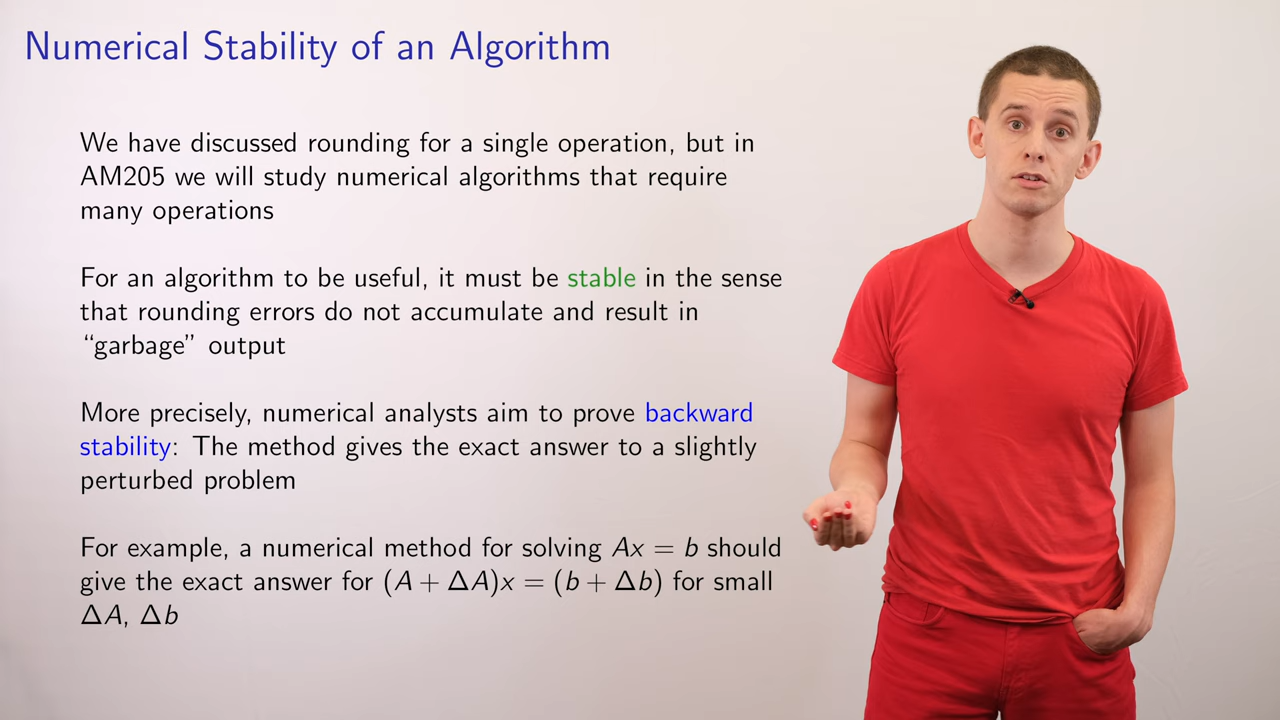 Numerical Stability of an Algorithm
We have discussed rounding for a single operation, but in
AM205 we will study numerical algorithms that require
many operations
For an algorithm to be useful, it must be stable in the sense
that rounding errors do not accumulate and result in
“garbage” output
More precisely, numerical analysts aim to prove backward
stability: The method gives the exact answer to a slightly
perturbed problem
For example, a numerical method for solving Ax = b should
give the exact answer for (A + ΔA)x = (b + Δb) for small
ΔA, Δb